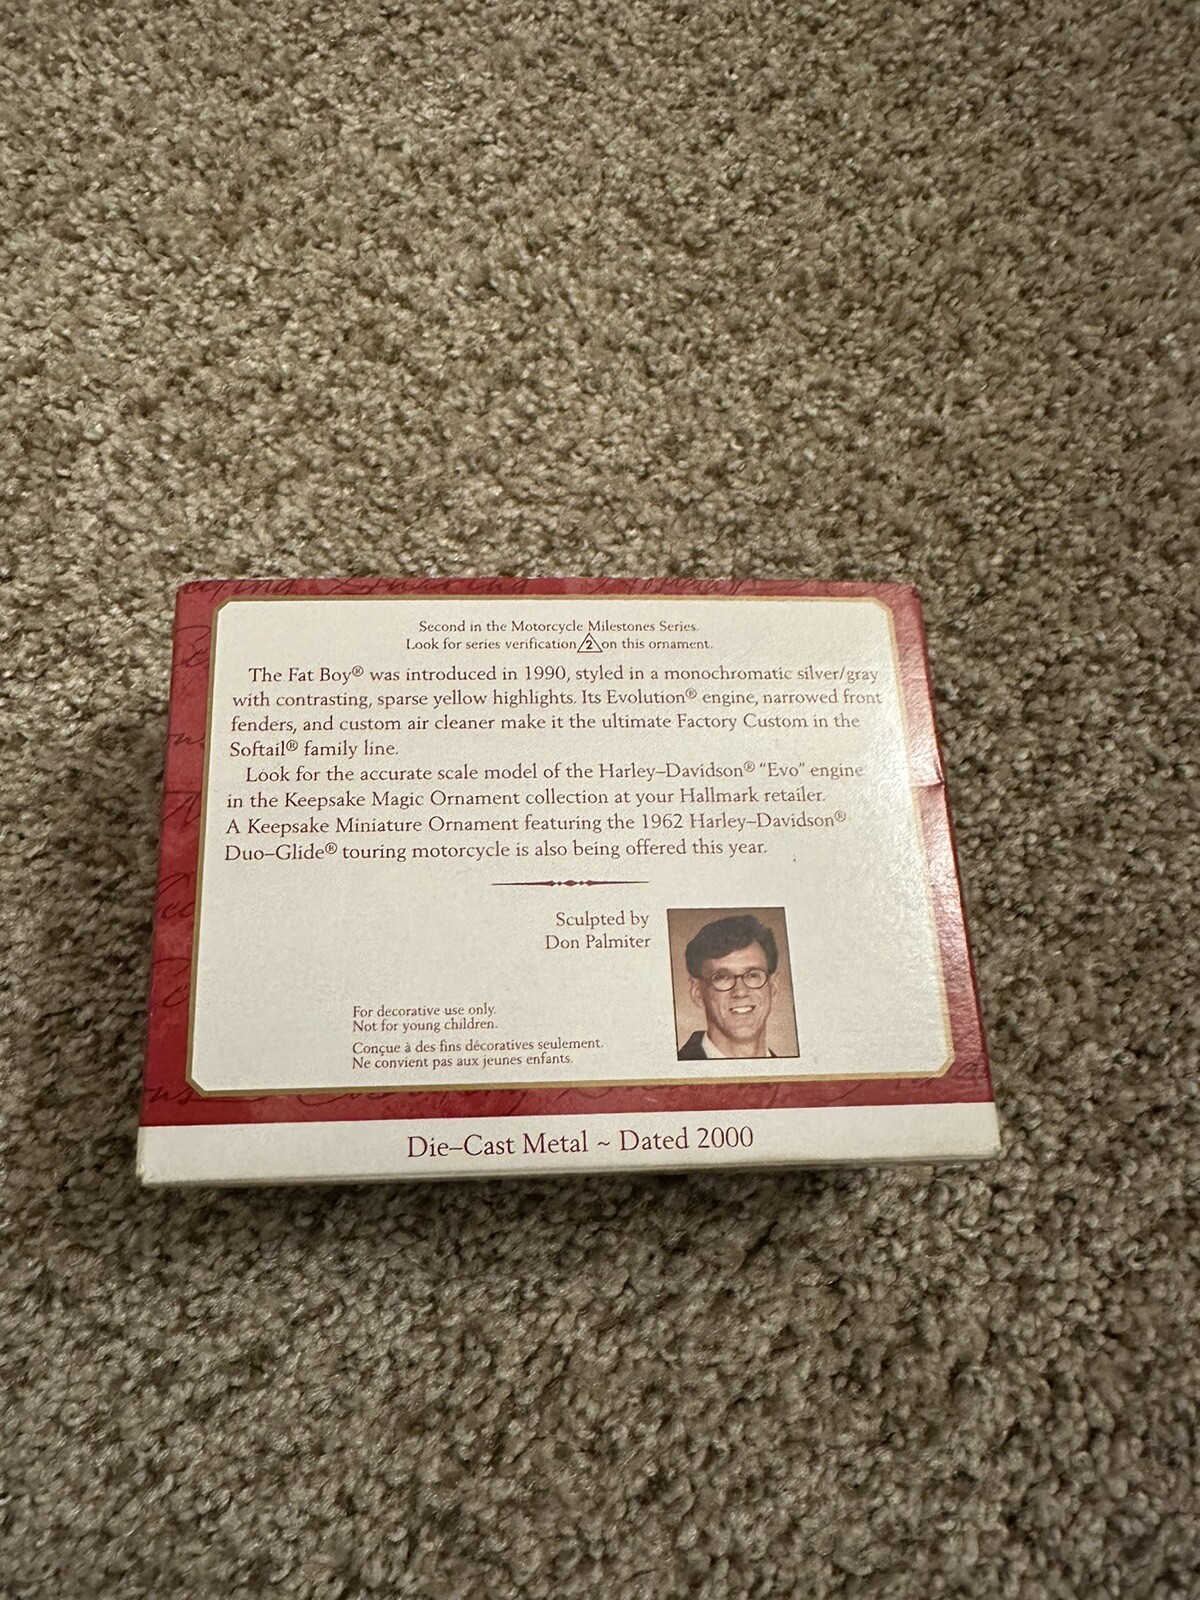 Second in the Motorcycle Milestones Series.
Look for series verification 2 on this ornament.
The Fat Boy® was introduced in 1990, styled in a monochromatic silver/gray
with contrasting, sparse yellow highlights. Its Evolution® engine, narrowed front
fenders, and custom air cleaner make it the ultimate Factory Custom in the
Softail® family line.
Look for the accurate scale model of the Harley–Davidson® “Evo” engine
in the Keepsake Magic Ornament collection at your Hallmark retailer.
A Keepsake Miniature Ornament featuring the 1962 Harley–Davidson®
Duo–Glide® touring motorcycle is also being offered this year.
Sculpted by
Don Palmiter
For decorative use only.
Not for young children.
Conçue à des fins décoratives seulement.
Ne convient pas aux jeunes enfants.
Die–Cast Metal ~ Dated 2000